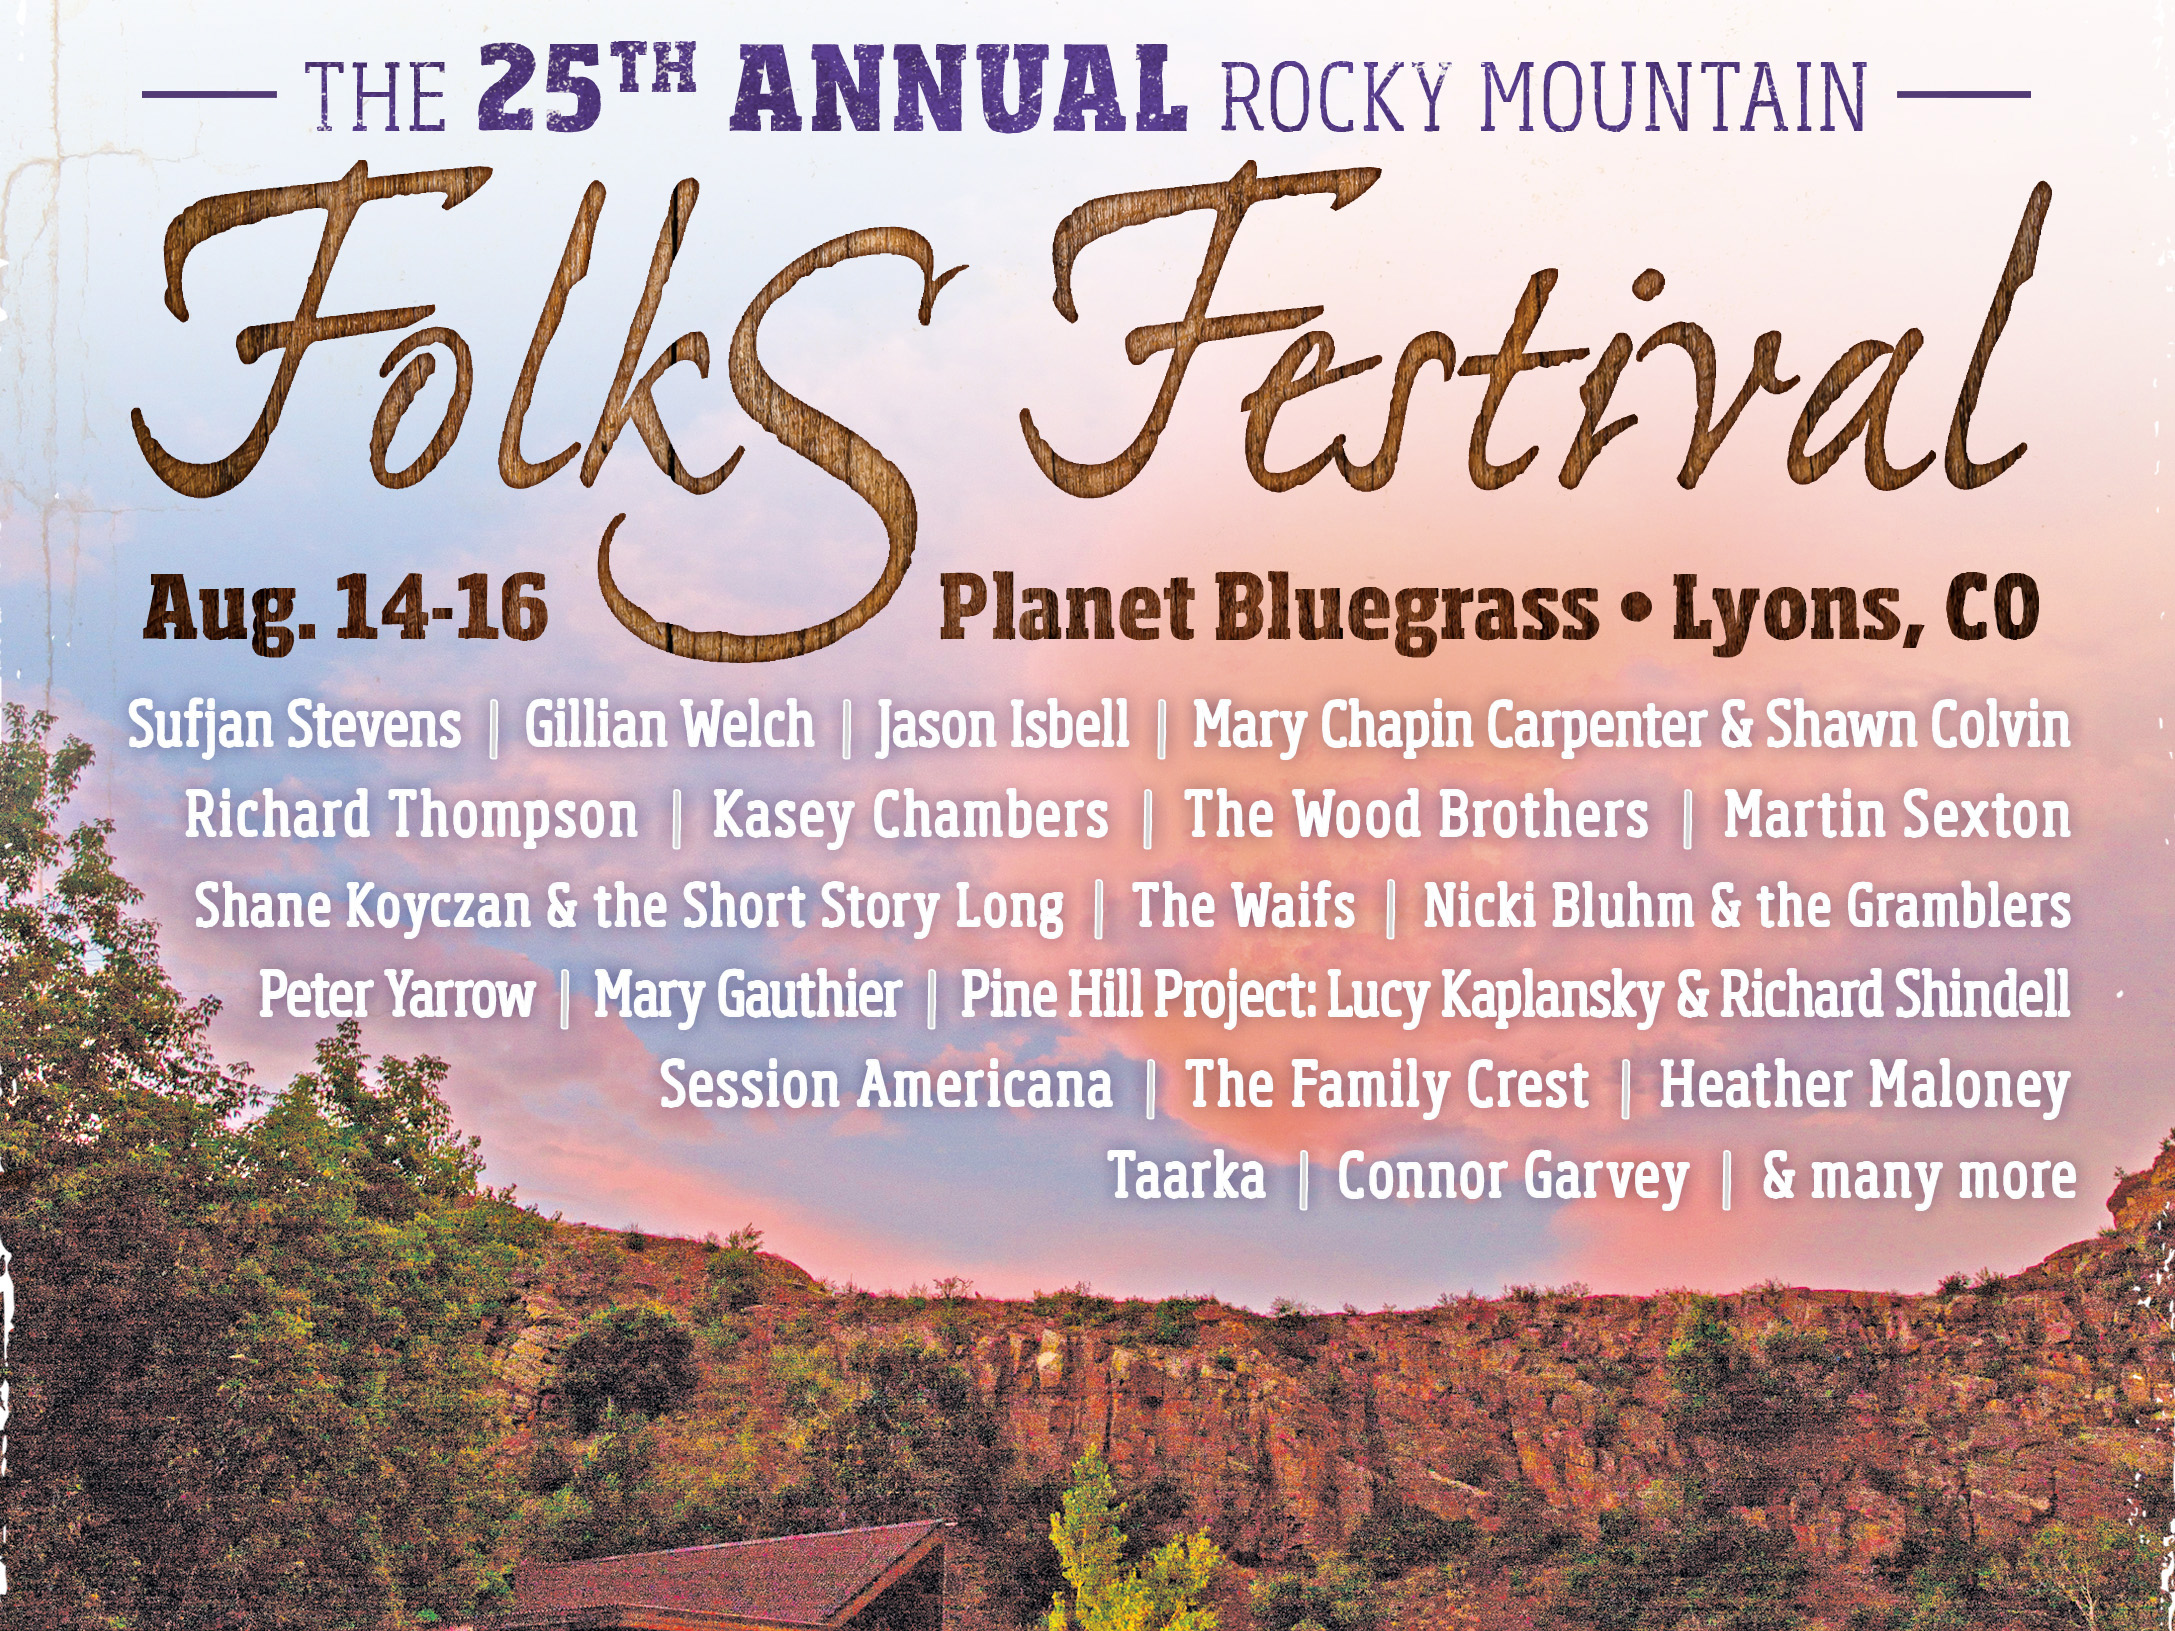 THE 25TH ANNUAL ROCKY MOUNTAIN
FolkS Festival
Aug. 14-16 Planet Bluegrass • Lyons, CO
Sufjan Stevens | Gillian Welch | Jason Isbell | Mary Chapin Carpenter & Shawn Colvin
Richard Thompson | Kasey Chambers | The Wood Brothers | Martin Sexton
Shane Koyczan & the Short Story Long | The Waifs | Nicki Bluhm & the Gramblers
Peter Yarrow | Mary Gauthier | Pine Hill Project: Lucy Kaplansky & Richard Shindell
Session Americana | The Family Crest | Heather Maloney
Taarka | Connor Garvey | & many more